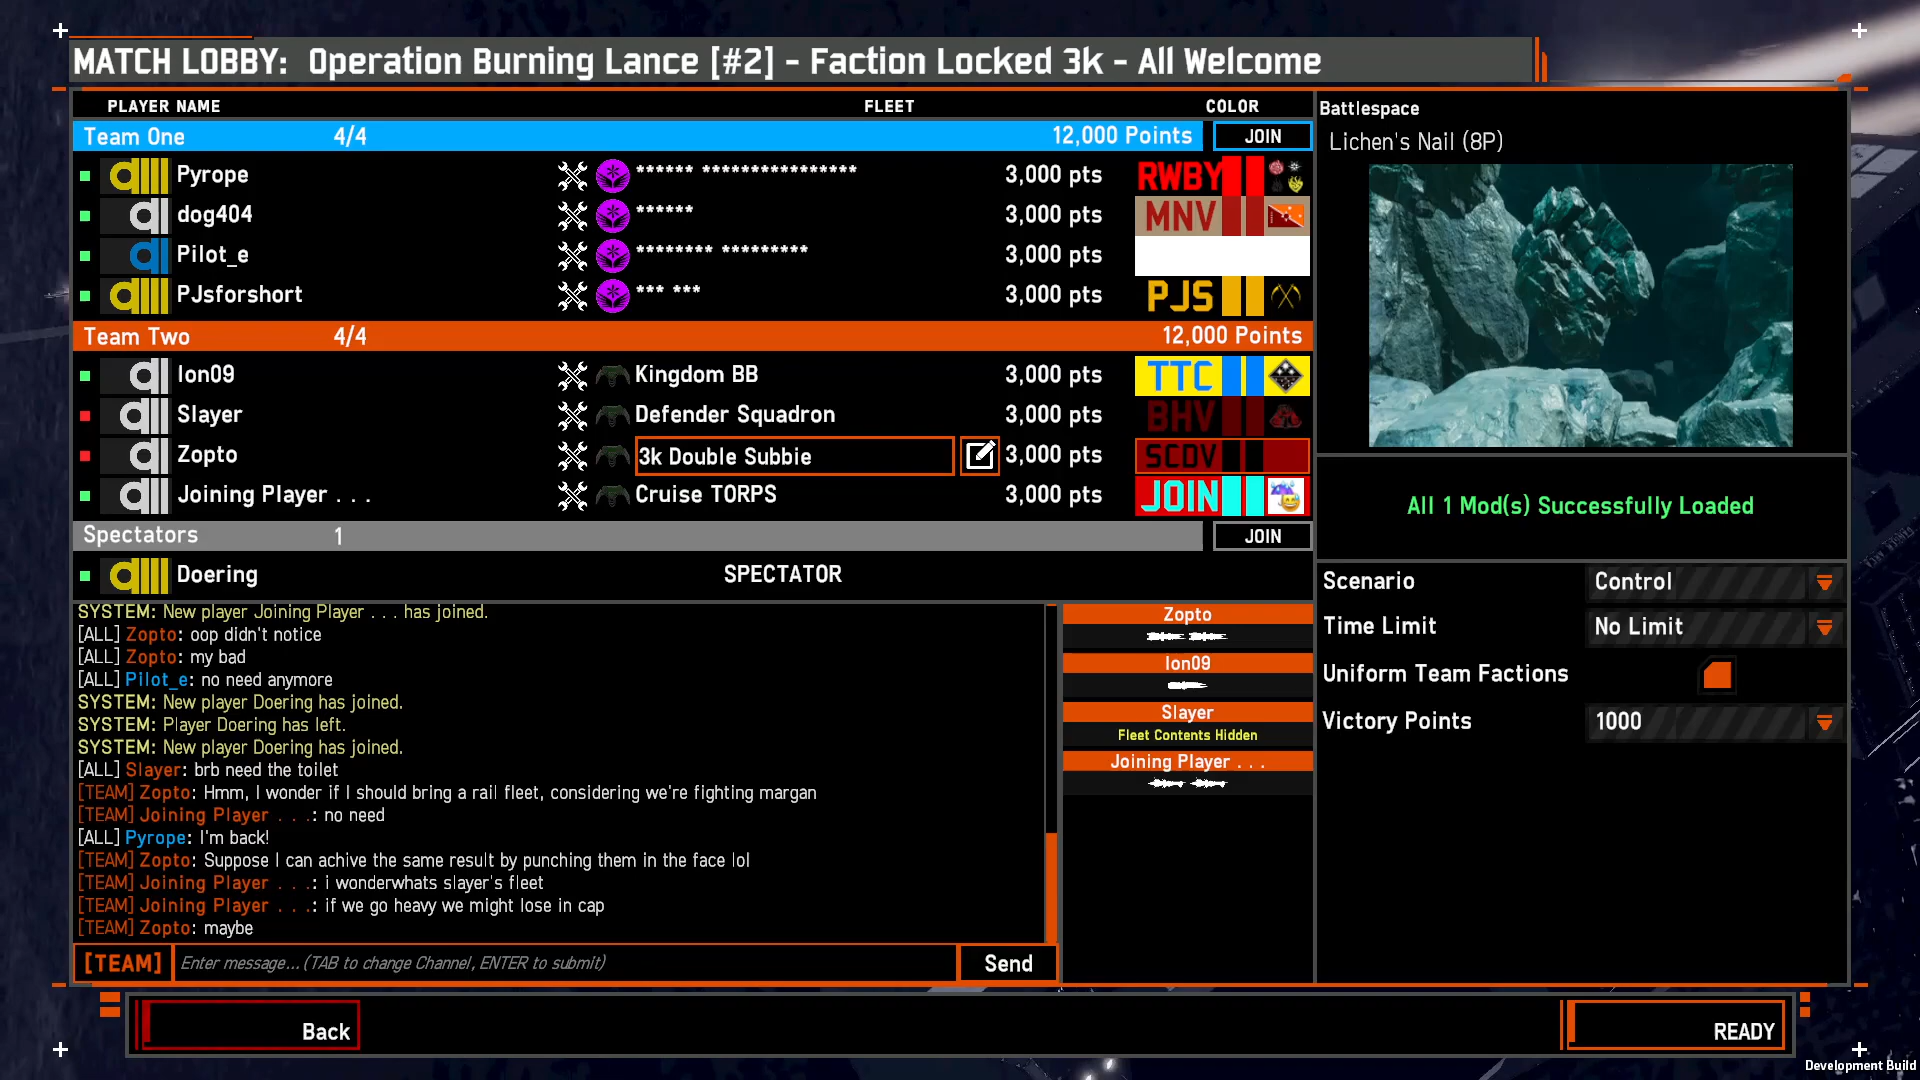 MATCH LOBBY: Operation Burning Lance [#2] - Faction Locked 3k - All Welcome
PLAYER NAME FLEET COLOR
Team One 4/4 12,000 Points JOIN
Pyrope ****** **************** 3,000 pts RWBY
dog404 ****** 3,000 pts MNV
Pilot_e ******** ********* 3,000 pts
PJsforshort *** *** 3,000 pts PJS
Team Two 4/4 12,000 Points
Ion09 Kingdom BB 3,000 pts TTC
Slayer Defender Squadron 3,000 pts BHV
Zopto 3k Double Subbie 3,000 pts SCDV
Joining Player . . . Cruise TORPS 3,000 pts JOIN
Spectators 1 JOIN
Doering SPECTATOR
SYSTEM: New player Joining Player . . . has joined.
[ALL] Zopto: oop didn't notice
[ALL] Zopto: my bad
[ALL] Pilot_e: no need anymore
SYSTEM: New player Doering has joined.
SYSTEM: Player Doering has left.
SYSTEM: New player Doering has joined.
[ALL] Slayer: brb need the toilet
[TEAM] Zopto: Hmm, I wonder if I should bring a rail fleet, considering we're fighting margan
[TEAM] Joining Player . . .: no need
[ALL] Pyrope: I'm back!
[TEAM] Zopto: Suppose I can achive the same result by punching them in the face lol
[TEAM] Joining Player . . .: i wonderwhats slayer's fleet
[TEAM] Joining Player . . .: if we go heavy we might lose in cap
[TEAM] Zopto: maybe
[TEAM] Enter message... (TAB to change Channel, ENTER to submit) Send
Zopto
Ion09
Slayer
Fleet Contents Hidden
Joining Player . . .
Battlespace
Lichen's Nail (8P)
All 1 Mod(s) Successfully Loaded
Scenario Control
Time Limit No Limit
Uniform Team Factions
Victory Points 1000
Back
READY
Development Build